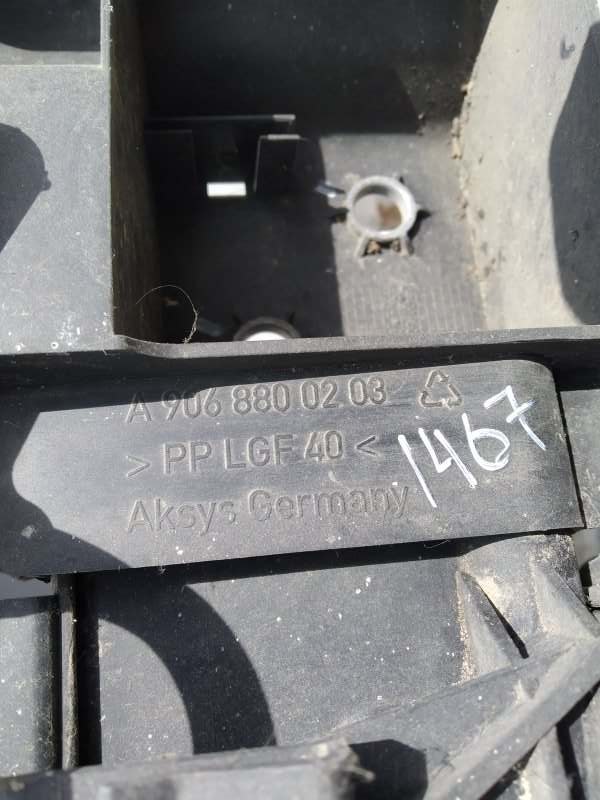 A 906 880 02 03
> PP LGF 40 <
1467
Aksys Germany